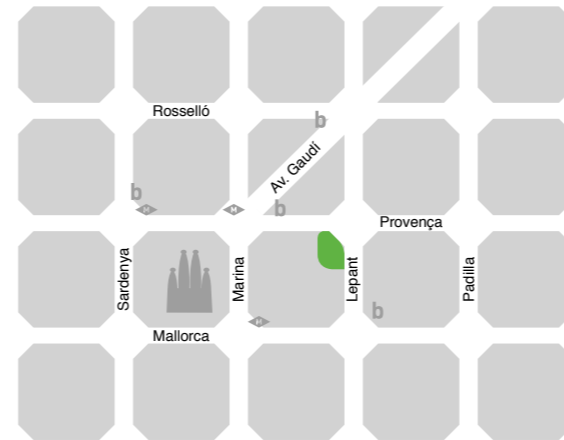 Rosselló
b
Av. Gaudí
b
M
M
b
Provença
Sardenya
Marina
Lepant
Padilla
b
M
Mallorca